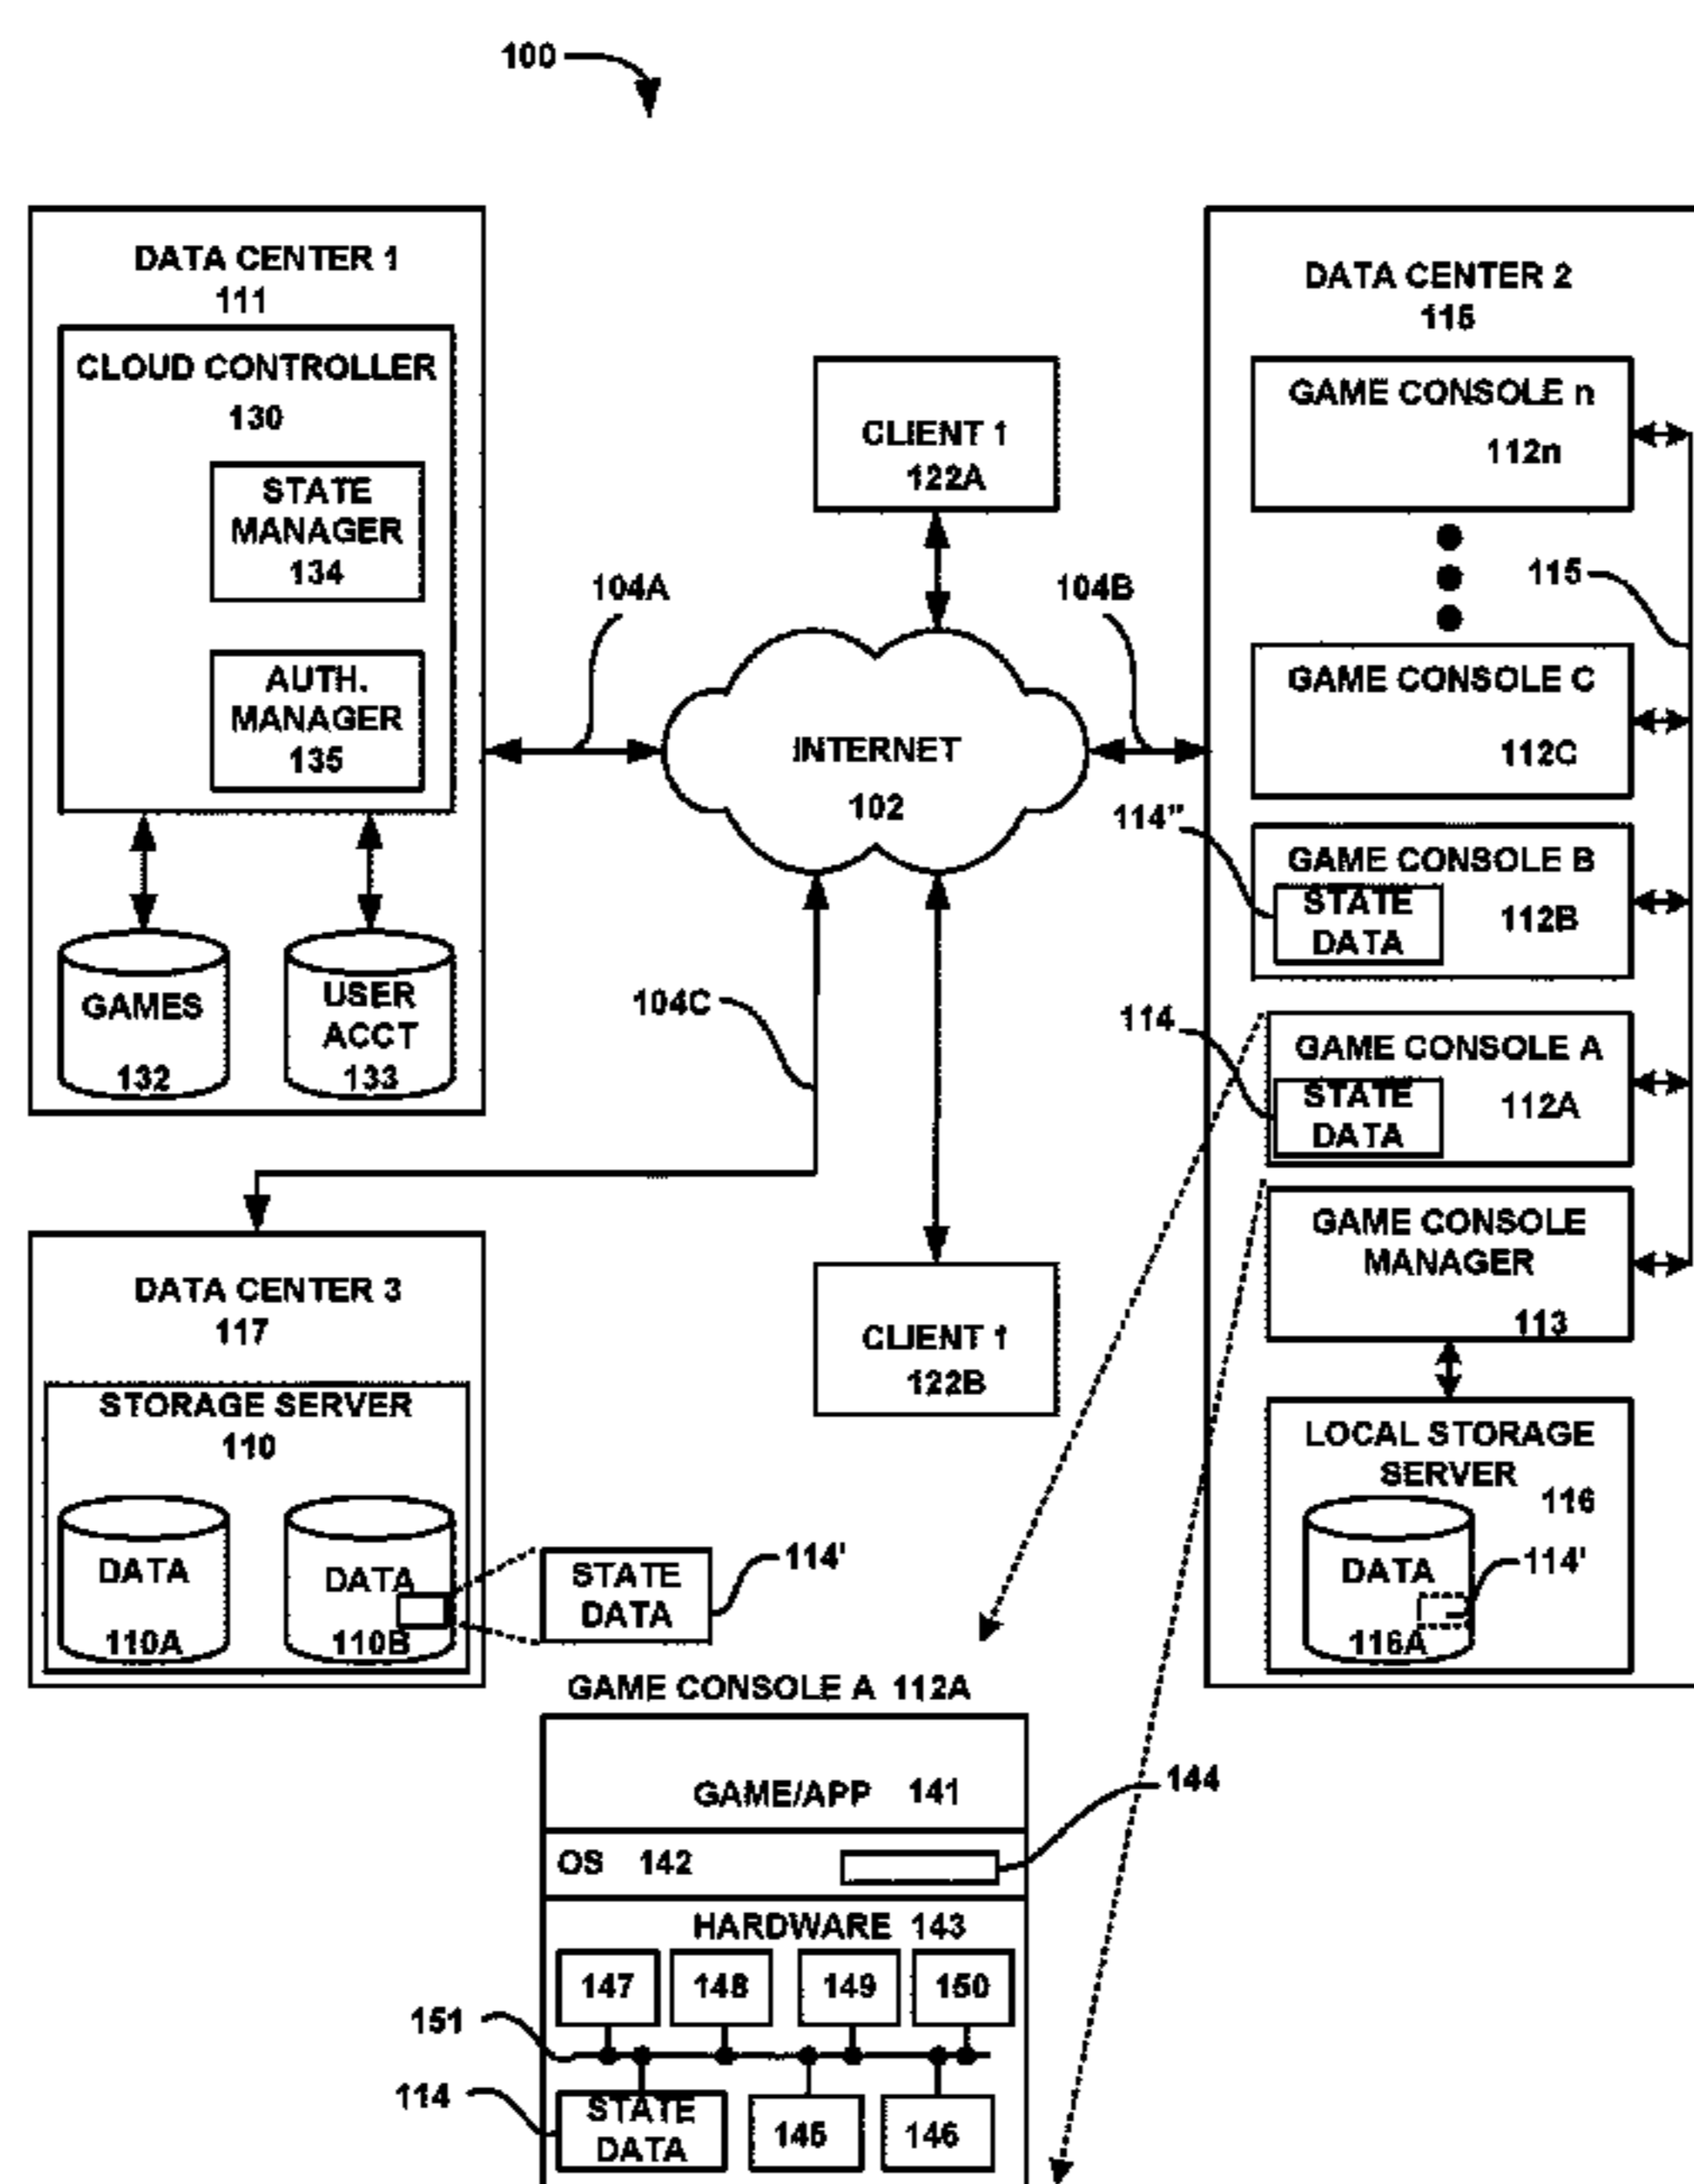 100
DATA CENTER 1
111
CLOUD CONTROLLER
130
STATE
MANAGER
134
AUTH.
MANAGER
135
GAMES
132
USER
ACCT
133
104A
CLIENT 1
122A
104B
INTERNET
102
104C
CLIENT 1
122B
DATA CENTER 2
115
GAME CONSOLE n
112n
115
GAME CONSOLE C
112C
114"
GAME CONSOLE B
STATE
DATA
112B
114
GAME CONSOLE A
STATE
DATA
112A
GAME CONSOLE
MANAGER
113
LOCAL STORAGE
SERVER
116
DATA
116A
114'
DATA CENTER 3
117
STORAGE SERVER
110
DATA
110A
DATA
110B
STATE
DATA
114'
GAME CONSOLE A 112A
GAME/APP 141
144
OS 142
HARDWARE 143
147 148 149 150
151
114
STATE
DATA
145 146